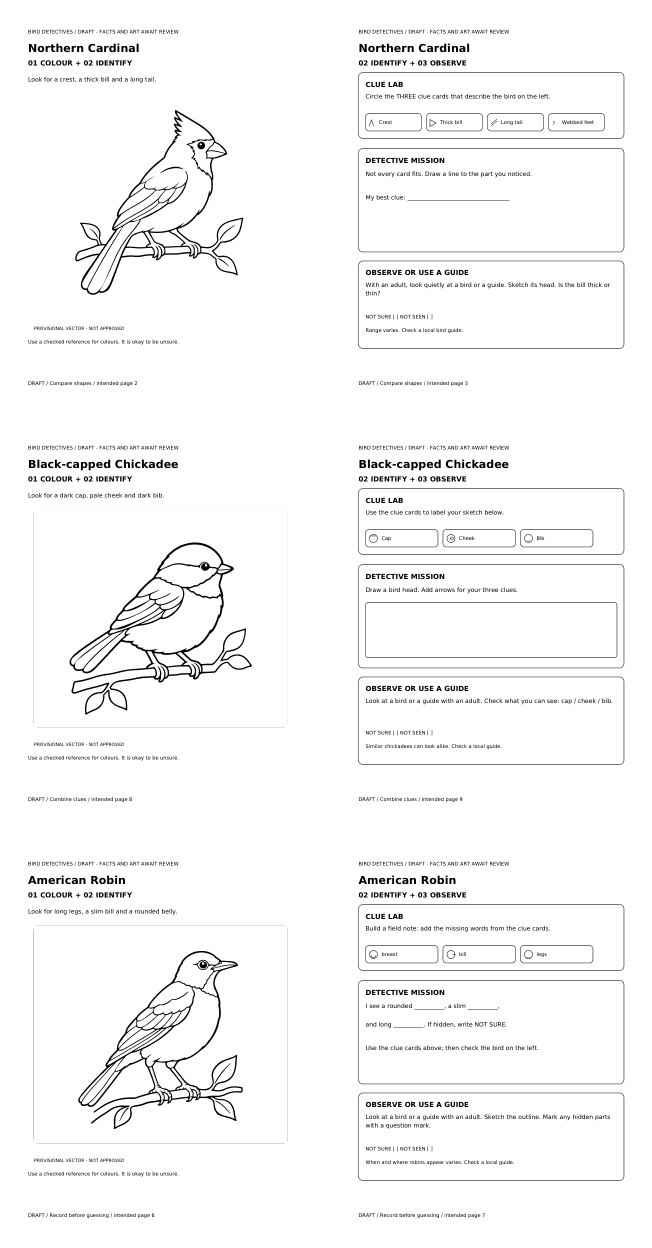 BIRD DETECTIVES / DRAFT - FACTS AND ART AWAIT REVIEW
Northern Cardinal
01 COLOUR + 02 IDENTIFY
Look for a crest, a thick bill and a long tail.
PROVISIONAL VECTOR - NOT APPROVED
Use a checked reference for colours. It is okay to be unsure.
DRAFT / Compare shapes / intended page 2
BIRD DETECTIVES / DRAFT - FACTS AND ART AWAIT REVIEW
Northern Cardinal
02 IDENTIFY + 03 OBSERVE
CLUE LAB
Circle the THREE clue cards that describe the bird on the left.
Crest
Thick bill
Long tail
? Webbed feet
DETECTIVE MISSION
Not every card fits. Draw a line to the part you noticed.
My best clue: ______________________________
OBSERVE OR USE A GUIDE
With an adult, look quietly at a bird or a guide. Sketch its head. Is the bill thick or
thin?
NOT SURE [ ] NOT SEEN [ ]
Range varies. Check a local bird guide.
DRAFT / Compare shapes / intended page 3
BIRD DETECTIVES / DRAFT - FACTS AND ART AWAIT REVIEW
Black-capped Chickadee
01 COLOUR + 02 IDENTIFY
Look for a dark cap, pale cheek and dark bib.
PROVISIONAL VECTOR - NOT APPROVED
Use a checked reference for colours. It is okay to be unsure.
DRAFT / Combine clues / intended page 8
BIRD DETECTIVES / DRAFT - FACTS AND ART AWAIT REVIEW
Black-capped Chickadee
02 IDENTIFY + 03 OBSERVE
CLUE LAB
Use the clue cards to label your sketch below.
Cap
Cheek
Bib
DETECTIVE MISSION
Draw a bird head. Add arrows for your three clues.
OBSERVE OR USE A GUIDE
Look at a bird or a guide with an adult. Check what you can see: cap / cheek / bib.
NOT SURE [ ] NOT SEEN [ ]
Similar chickadees can look alike. Check a local guide.
DRAFT / Combine clues / intended page 9
BIRD DETECTIVES / DRAFT - FACTS AND ART AWAIT REVIEW
American Robin
01 COLOUR + 02 IDENTIFY
Look for long legs, a slim bill and a rounded belly.
PROVISIONAL VECTOR - NOT APPROVED
Use a checked reference for colours. It is okay to be unsure.
DRAFT / Record before guessing / intended page 6
BIRD DETECTIVES / DRAFT - FACTS AND ART AWAIT REVIEW
American Robin
02 IDENTIFY + 03 OBSERVE
CLUE LAB
Build a field note: add the missing words from the clue cards.
breast
bill
legs
DETECTIVE MISSION
I see a rounded _________, a slim ________,
and long _________. If hidden, write NOT SURE.
Use the clue cards above; then check the bird on the left.
OBSERVE OR USE A GUIDE
Look at a bird or a guide with an adult. Sketch the outline. Mark any hidden parts
with a question mark.
NOT SURE [ ] NOT SEEN [ ]
When and where robins appear varies. Check a local guide.
DRAFT / Record before guessing / intended page 7